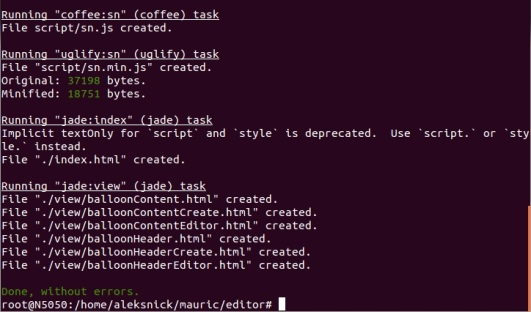 Running "coffee:sn" (coffee) task
File script/sn.js created.
Running "uglify:sn" (uglify) task
File "script/sn.min.js" created.
Original: 37198 bytes.
Minified: 18751 bytes.
Running "jade:index" (jade) task
Implicit textOnly for `script` and `style` is deprecated.  Use `script.` or `sty
le.` instead.
File "./index.html" created.
Running "jade:view" (jade) task
File "./view/balloonContent.html" created.
File "./view/balloonContentCreate.html" created.
File "./view/balloonContentEditor.html" created.
File "./view/balloonHeader.html" created.
File "./view/balloonHeaderCreate.html" created.
File "./view/balloonHeaderEditor.html" created.
Done, without errors.
root@N5050:/home/aleksnick/mauric/editor#